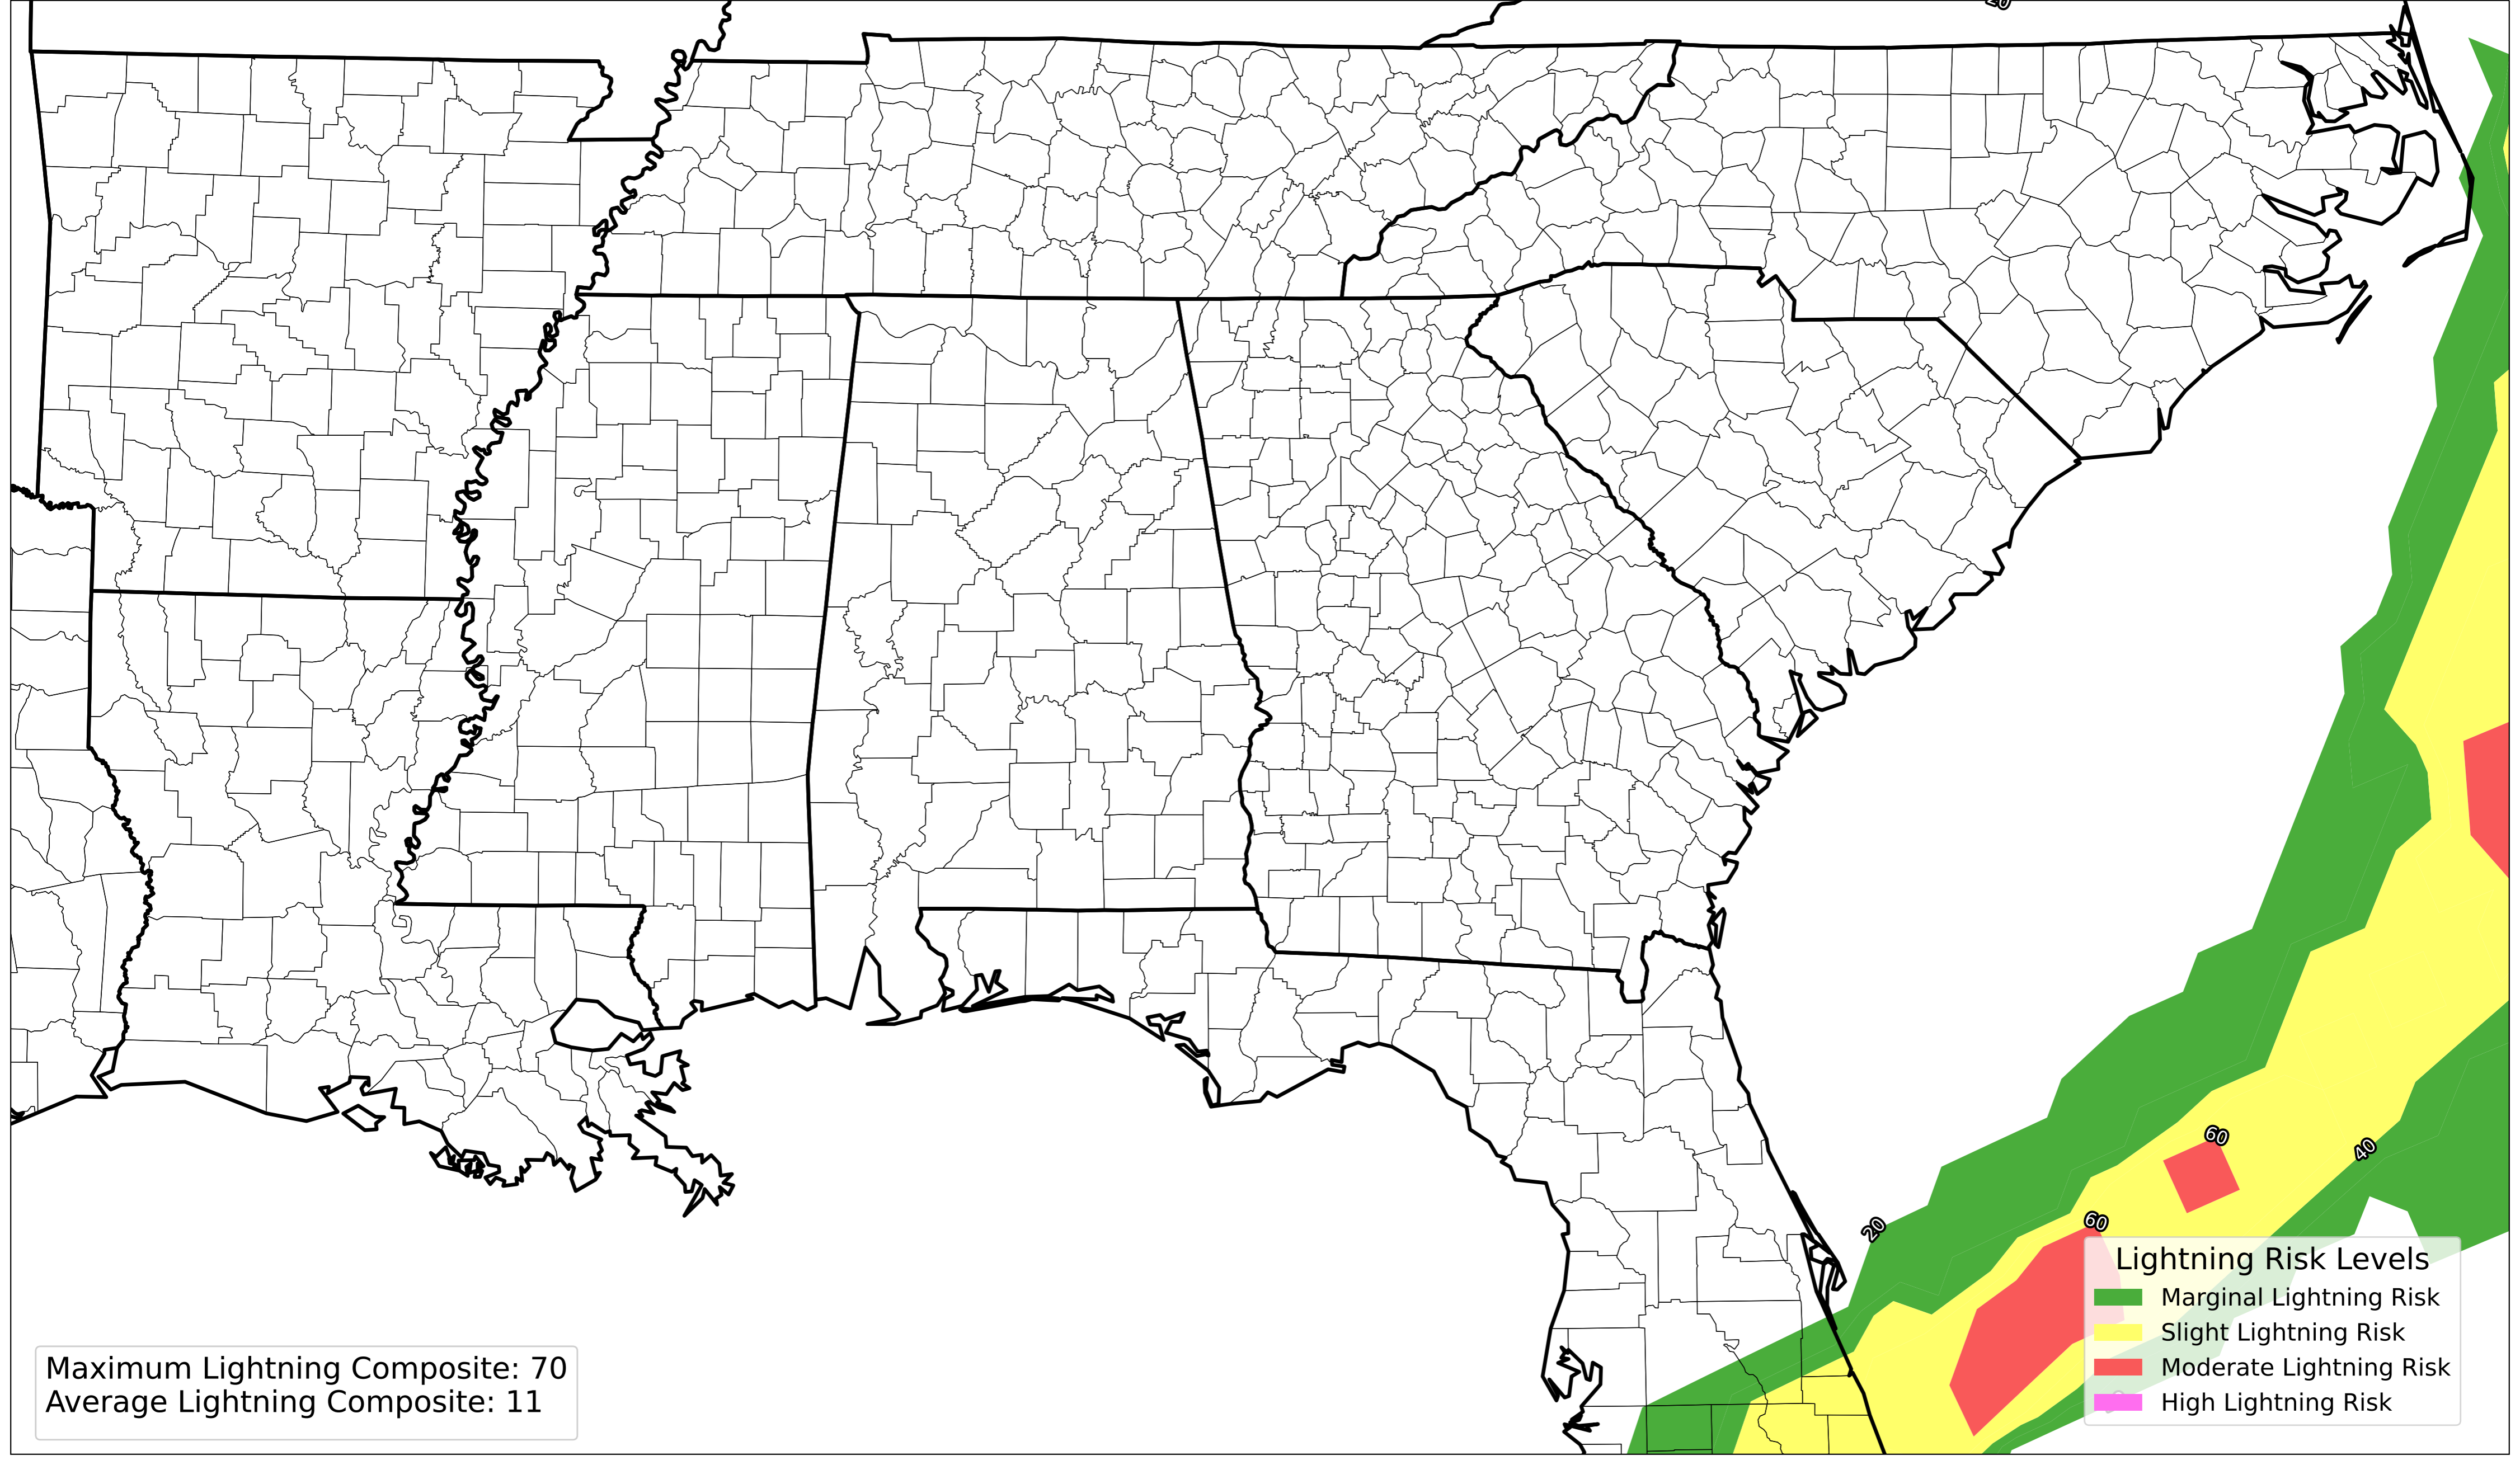 20
60
40
60
20
Lightning Risk Levels
Marginal Lightning Risk
Slight Lightning Risk
Moderate Lightning Risk
High Lightning Risk
Maximum Lightning Composite: 70
Average Lightning Composite: 11